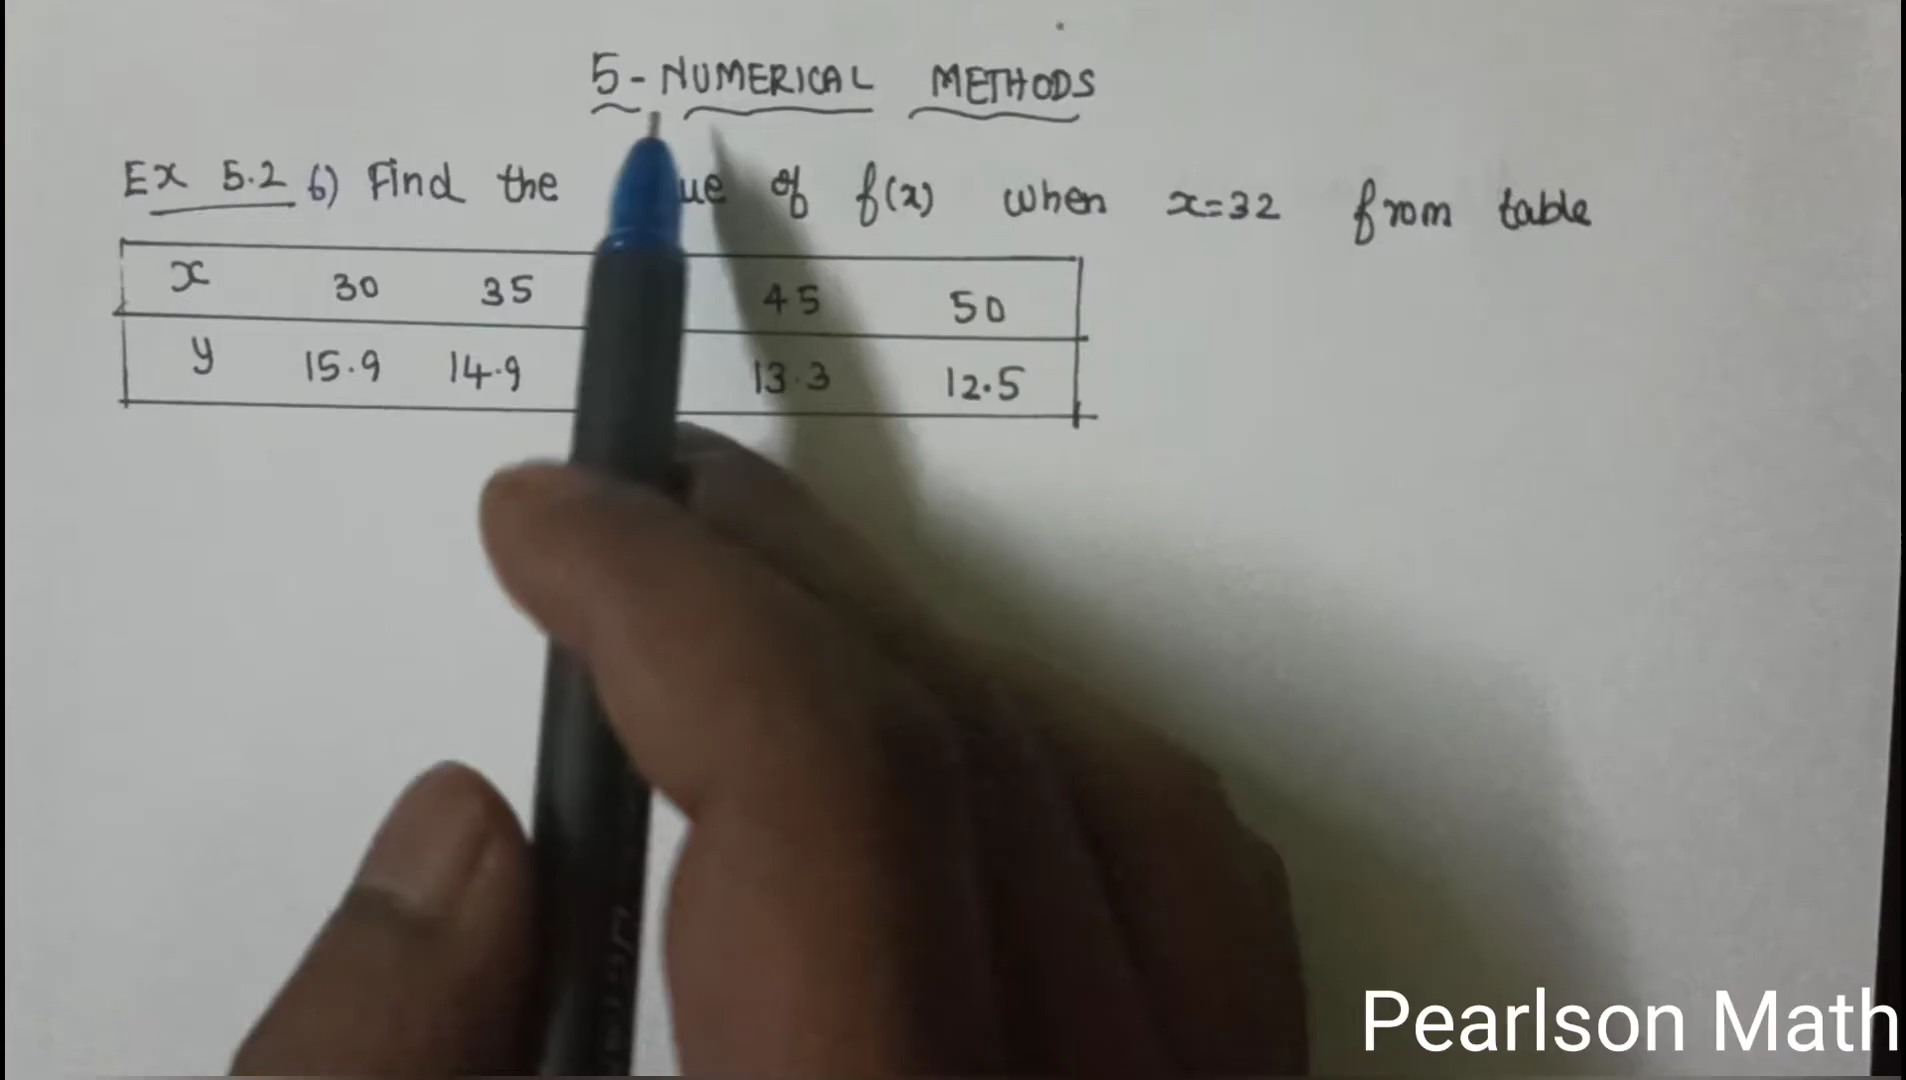 5-NUMERICAL METHODS
Ex 5.2 6) Find the ue of f(x) when x=32 from table
x 30 35 45 50
y 15.9 14.9 13.3 12.5
Pearlson Math